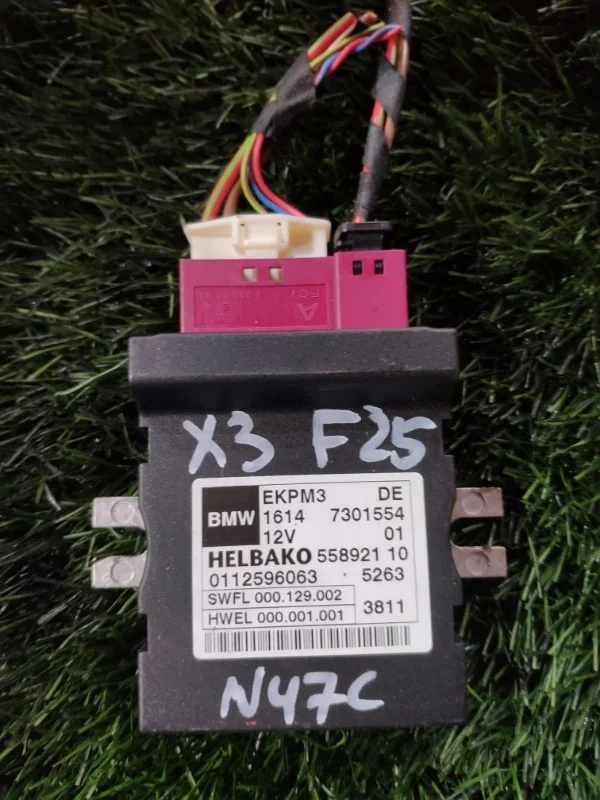 FCI
A
X3 F25
BMW
EKPM3 DE
1614 7301554
12V 01
HELBAKO 558921 10
0112596063 5263
SWFL 000.129.002
HWEL 000.001.001 3811
N47C